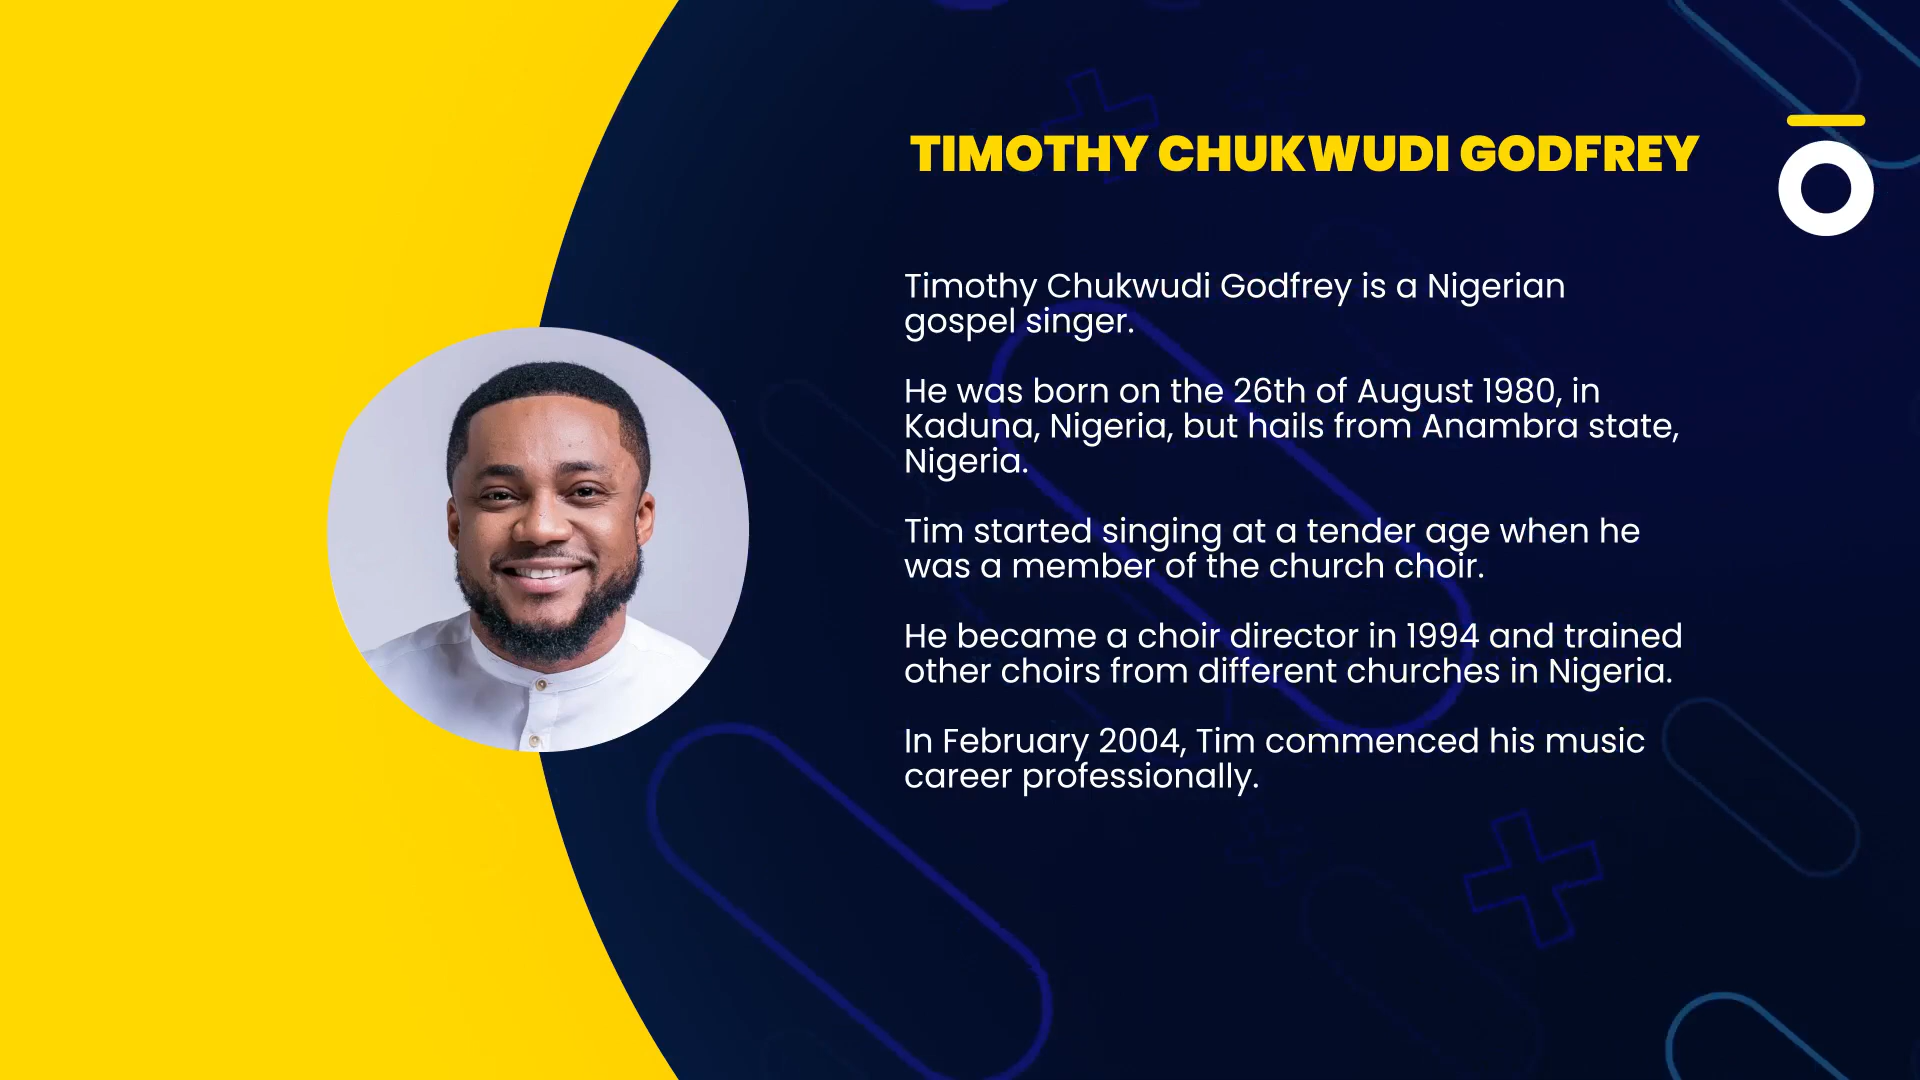 TIMOTHY CHUKWUDI GODFREY
Timothy Chukwudi Godfrey is a Nigerian
gospel singer.
He was born on the 26th of August 1980, in
Kaduna, Nigeria, but hails from Anambra state,
Nigeria.
Tim started singing at a tender age when he
was a member of the church choir.
He became a choir director in 1994 and trained
other choirs from different churches in Nigeria.
In February 2004, Tim commenced his music
career professionally.